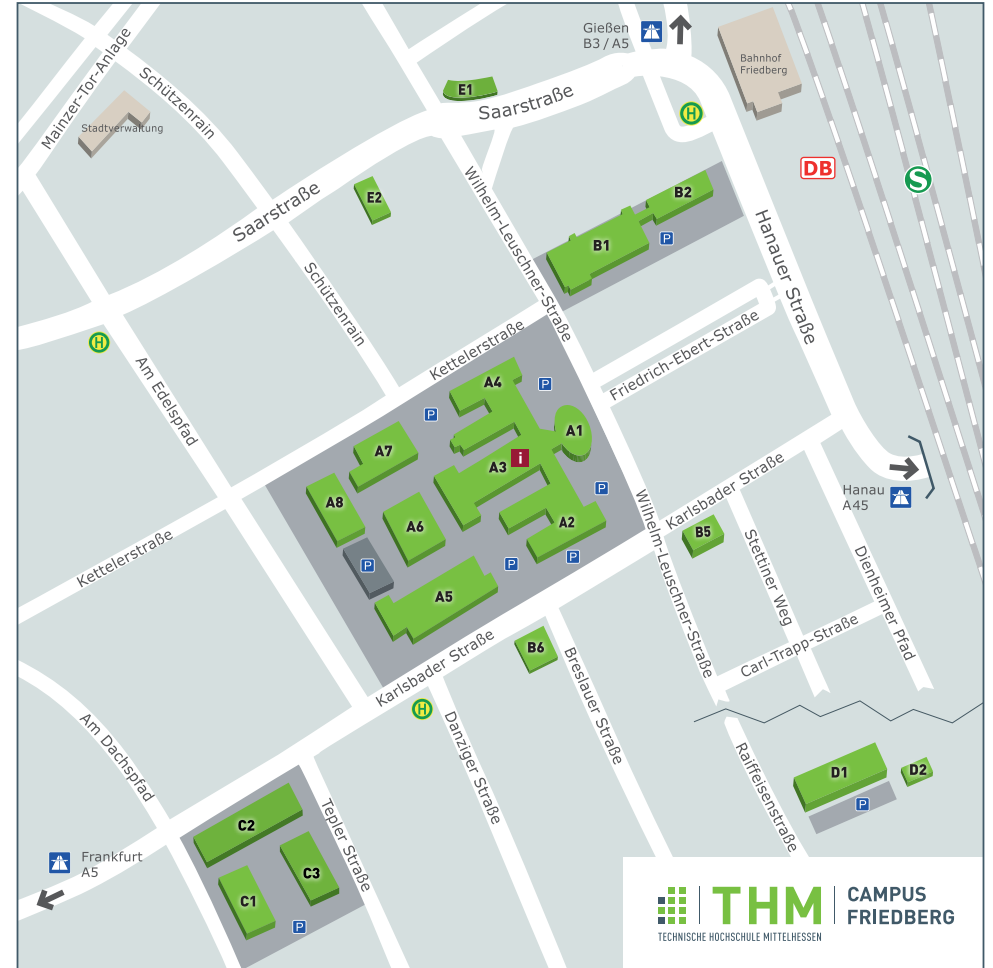 Gießen
B3 / A5
Bahnhof
Friedberg
Mainzer-Tor-Anlage
Schützenrain
Stadtverwaltung
E1
Saarstraße
H
DB
S
E2
Saarstraße
Wilhelm-Leuschner-Straße
B2
B1
P
Hanauer Straße
Schützenrain
H
Am Edelspfad
Kettelerstraße
Friedrich-Ebert-Straße
A4
P
P
A1
A7
A3
i
A8
P
A6
A2
P
P
P
A5
Karlsbader Straße
Wilhelm-Leuschner-Straße
B5
Hanau
A45
Stettiner Weg
Dienheimer Pfad
Kettelerstraße
Carl-Trapp-Straße
B6
Karlsbader Straße
Breslauer Straße
H
Danziger Straße
Am Dachspfad
Raiffeisenstraße
D1
D2
P
Tepler Straße
C2
C3
C1
P
Frankfurt
A5
THM
CAMPUS
FRIEDBERG
TECHNISCHE HOCHSCHULE MITTELHESSEN